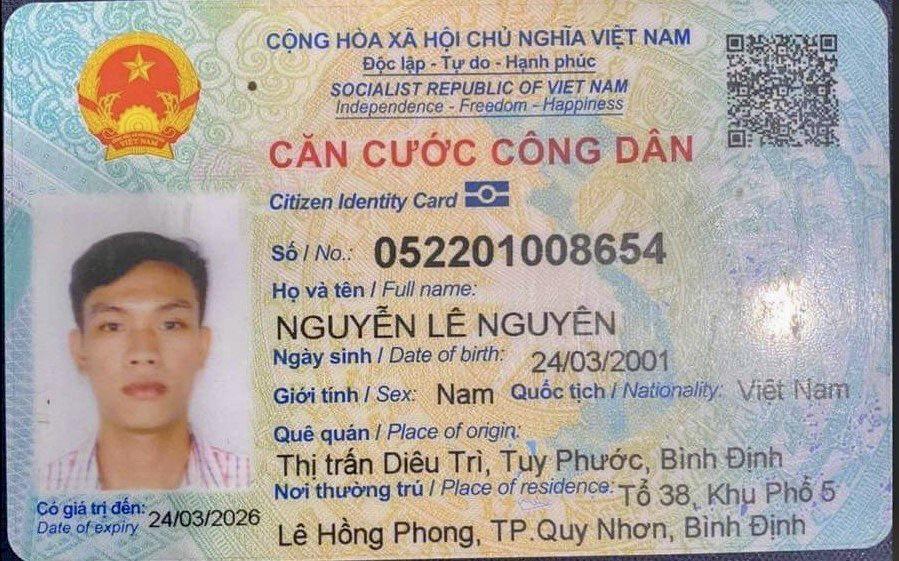 CỘNG HÒA XÃ HỘI CHỦ NGHĨA VIỆT NAM
Độc lập - Tự do - Hạnh phúc
SOCIALIST REPUBLIC OF VIET NAM
Independence - Freedom - Happiness
VIỆT NAM
CĂN CƯỚC CÔNG DÂN
Citizen Identity Card
Số / No.: 052201008654
Họ và tên / Full name:
NGUYỄN LÊ NGUYÊN
Ngày sinh / Date of birth: 24/03/2001
Giới tính / Sex: Nam Quốc tịch / Nationality: Việt Nam
Quê quán / Place of origin:
Thị trấn Diêu Trì, Tuy Phước, Bình Định
Nơi thường trú / Place of residence: Tổ 38, Khu Phố 5
Lê Hồng Phong, TP.Quy Nhơn, Bình Định
Có giá trị đến: 24/03/2026
Date of expiry